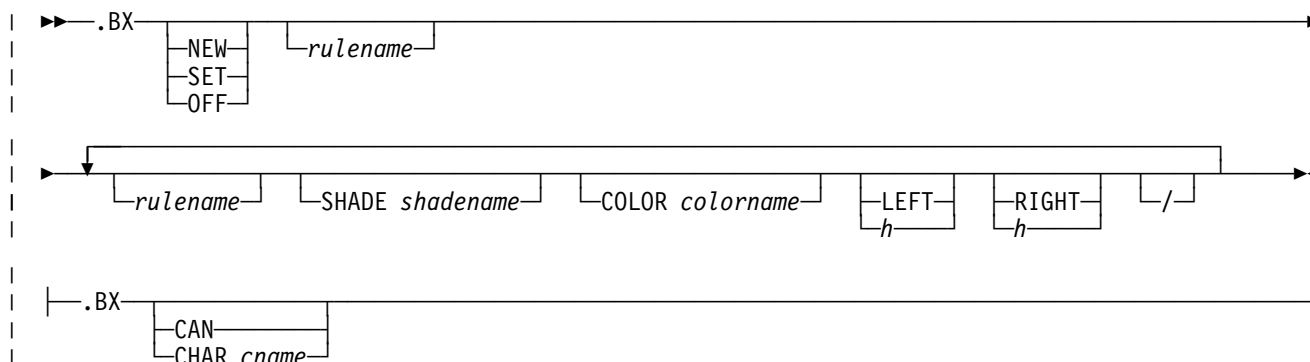 .BX
NEW rulename
SET
OFF
rulename SHADE shadename COLOR colorname LEFT RIGHT /
h h
.BX
CAN
CHAR cname